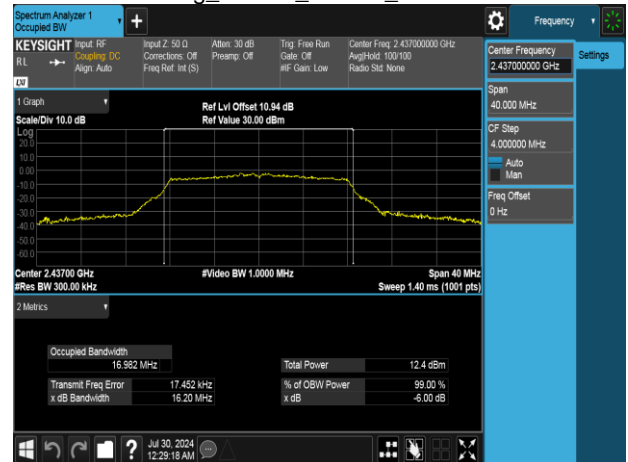 Spectrum Analyzer 1
Occupied BW
Frequency
KEYSIGHT
RL
LXI
Input: RF
Coupling: DC
Align: Auto
Input Z: 50 Ω
Corrections: Off
Freq Ref: Int (S)
Atten: 30 dB
Preamp: Off
Trig: Free Run
Gate: Off
#IF Gain: Low
Center Freq: 2.437000000 GHz
Avg|Hold: 100/100
Radio Std: None
Center Frequency
2.437000000 GHz
Settings
Span
40.000 MHz
CF Step
4.000000 MHz
Auto
Man
Freq Offset
0 Hz
1 Graph
Scale/Div 10.0 dB
Ref Lvl Offset 10.94 dB
Ref Value 30.00 dBm
Log
20.0
10.0
0.00
-10.0
-20.0
-30.0
-40.0
-50.0
-60.0
Center 2.43700 GHz
#Res BW 300.00 kHz
#Video BW 1.0000 MHz
Span 40 MHz
Sweep 1.40 ms (1001 pts)
2 Metrics
Occupied Bandwidth
16.982 MHz
Total Power 12.4 dBm
Transmit Freq Error 17.452 kHz
% of OBW Power 99.00 %
x dB Bandwidth 16.20 MHz
x dB -6.00 dB
?
Jul 30, 2024
12:29:18 AM